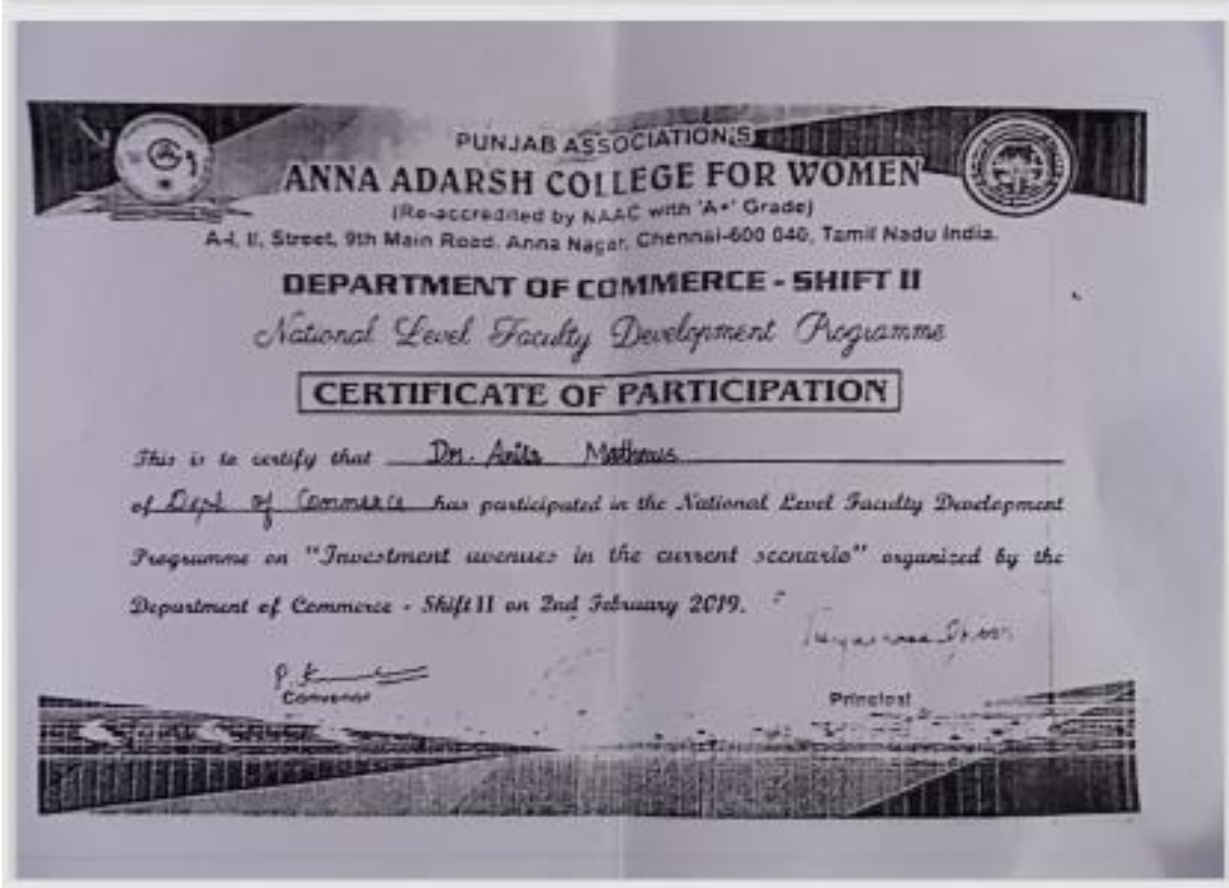 PUNJAB ASSOCIATION'S
ANNA ADARSH COLLEGE FOR WOMEN
(Re-accredited by NAAC with 'A+' Grade)
A-I, II, Street, 9th Main Road, Anna Nagar, Chennai-600 040, Tamil Nadu India.
DEPARTMENT OF COMMERCE - SHIFT II
National Level Faculty Development Programme
CERTIFICATE OF PARTICIPATION
This is to certify that Dr. Anita Mathews
of Dept of Commerce has participated in the National Level Faculty Development
Programme on "Investment avenues in the current scenario" organized by the
Department of Commerce - Shift II on 2nd February 2019.
Convenor
Principal